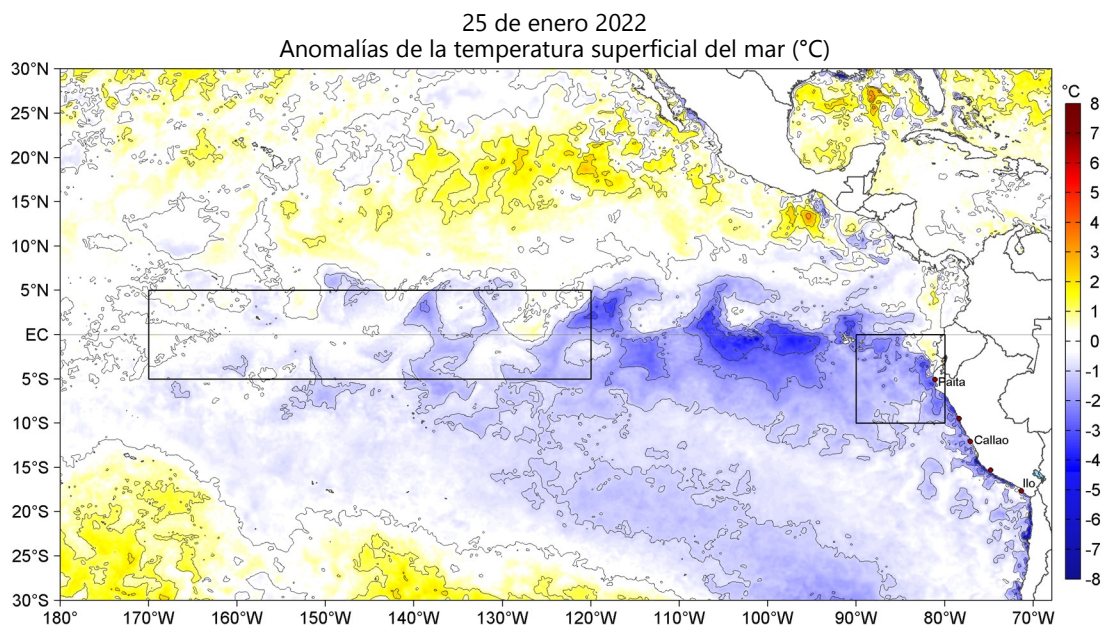 25 de enero 2022
Anomalías de la temperatura superficial del mar (°C)
°C
30°N
25°N
20°N
15°N
10°N
5°N
EC
5°S
10°S
15°S
20°S
25°S
30°S
180
170°W
160°W
150°W
140°W
130°W
120°W
110°W
100°W
90°W
80°W
70°W
Paita
Callao
Ilo
8
7
6
5
4
3
2
1
0
-1
-2
-3
-4
-5
-6
-7
-8